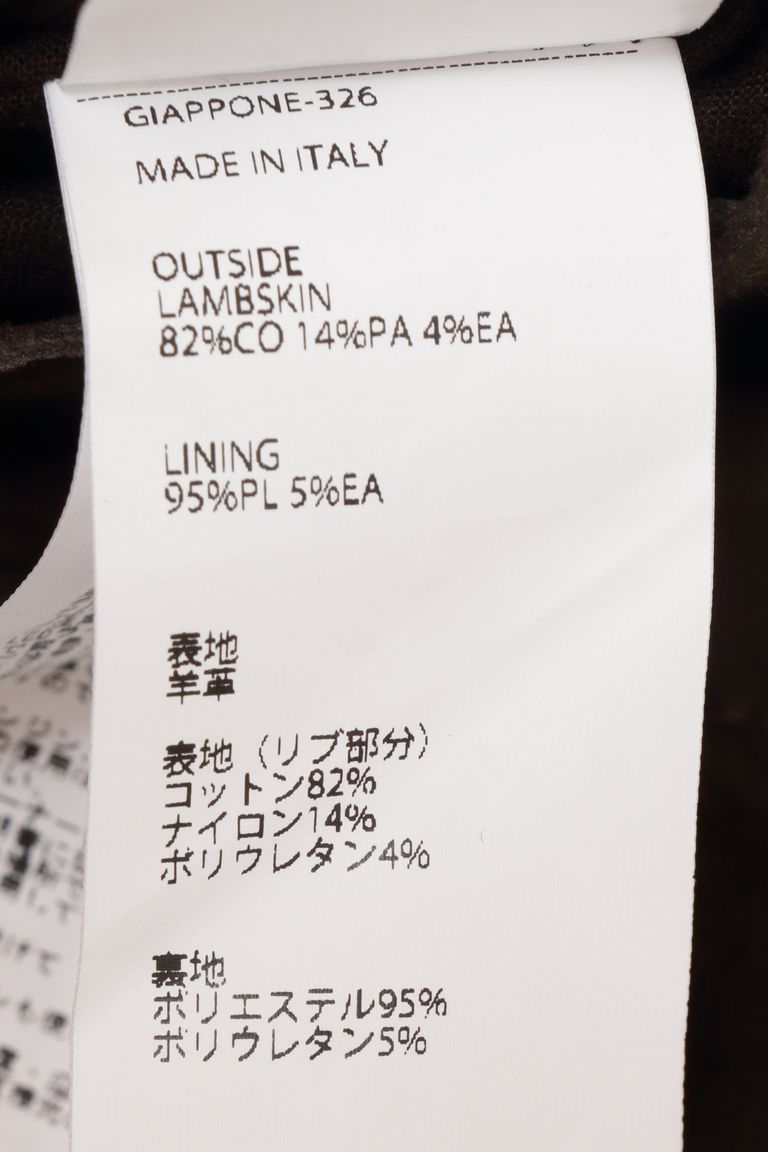 GIAPPONE-326
MADE IN ITALY
OUTSIDE
LAMBSKIN
82%CO 14%PA 4%EA
LINING
95%PL 5%EA
表地
羊革
表地（リブ部分）
コットン82%
ナイロン14%
ポリウレタン4%
裏地
ポリエステル95%
ポリウレタン5%